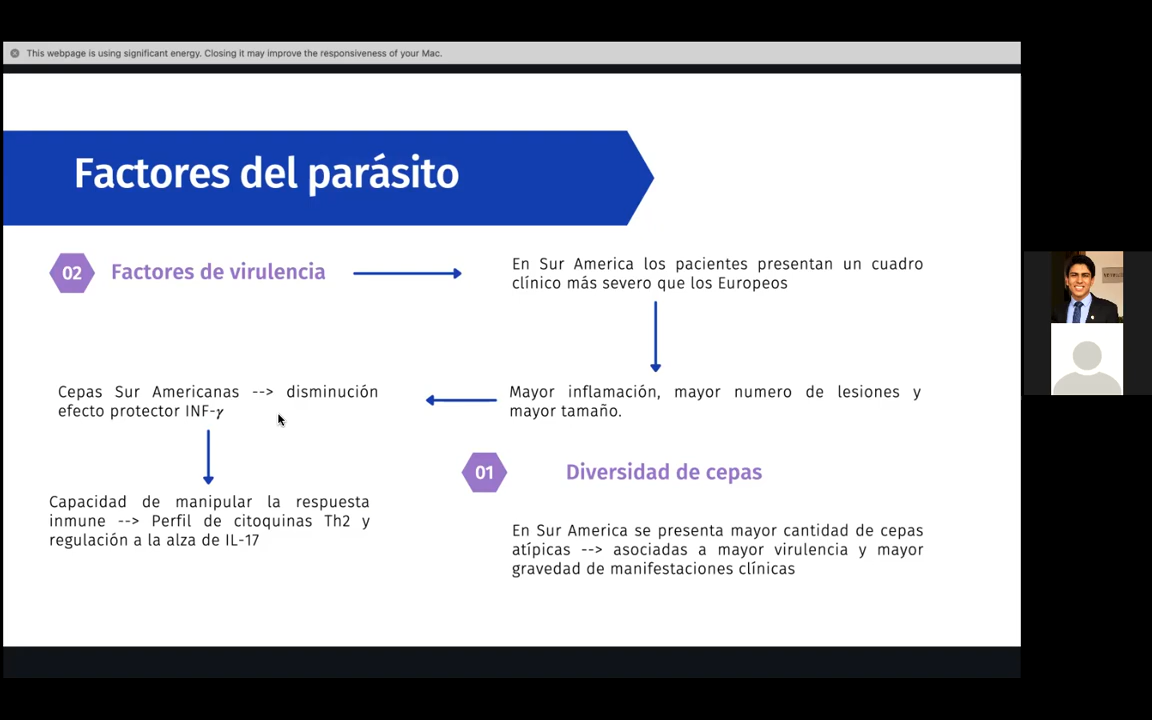 This webpage is using significant energy. Closing it may improve the responsiveness of your Mac.
Factores del parásito
02
Factores de virulencia
En Sur America los pacientes presentan un cuadro
clínico más severo que los Europeos
Mayor inflamación, mayor numero de lesiones y
mayor tamaño.
Cepas Sur Americanas --> disminución
efecto protector INF-γ
Capacidad de manipular la respuesta
inmune --> Perfil de citoquinas Th2 y
regulación a la alza de IL-17
01
Diversidad de cepas
En Sur America se presenta mayor cantidad de cepas
atípicas --> asociadas a mayor virulencia y mayor
gravedad de manifestaciones clínicas